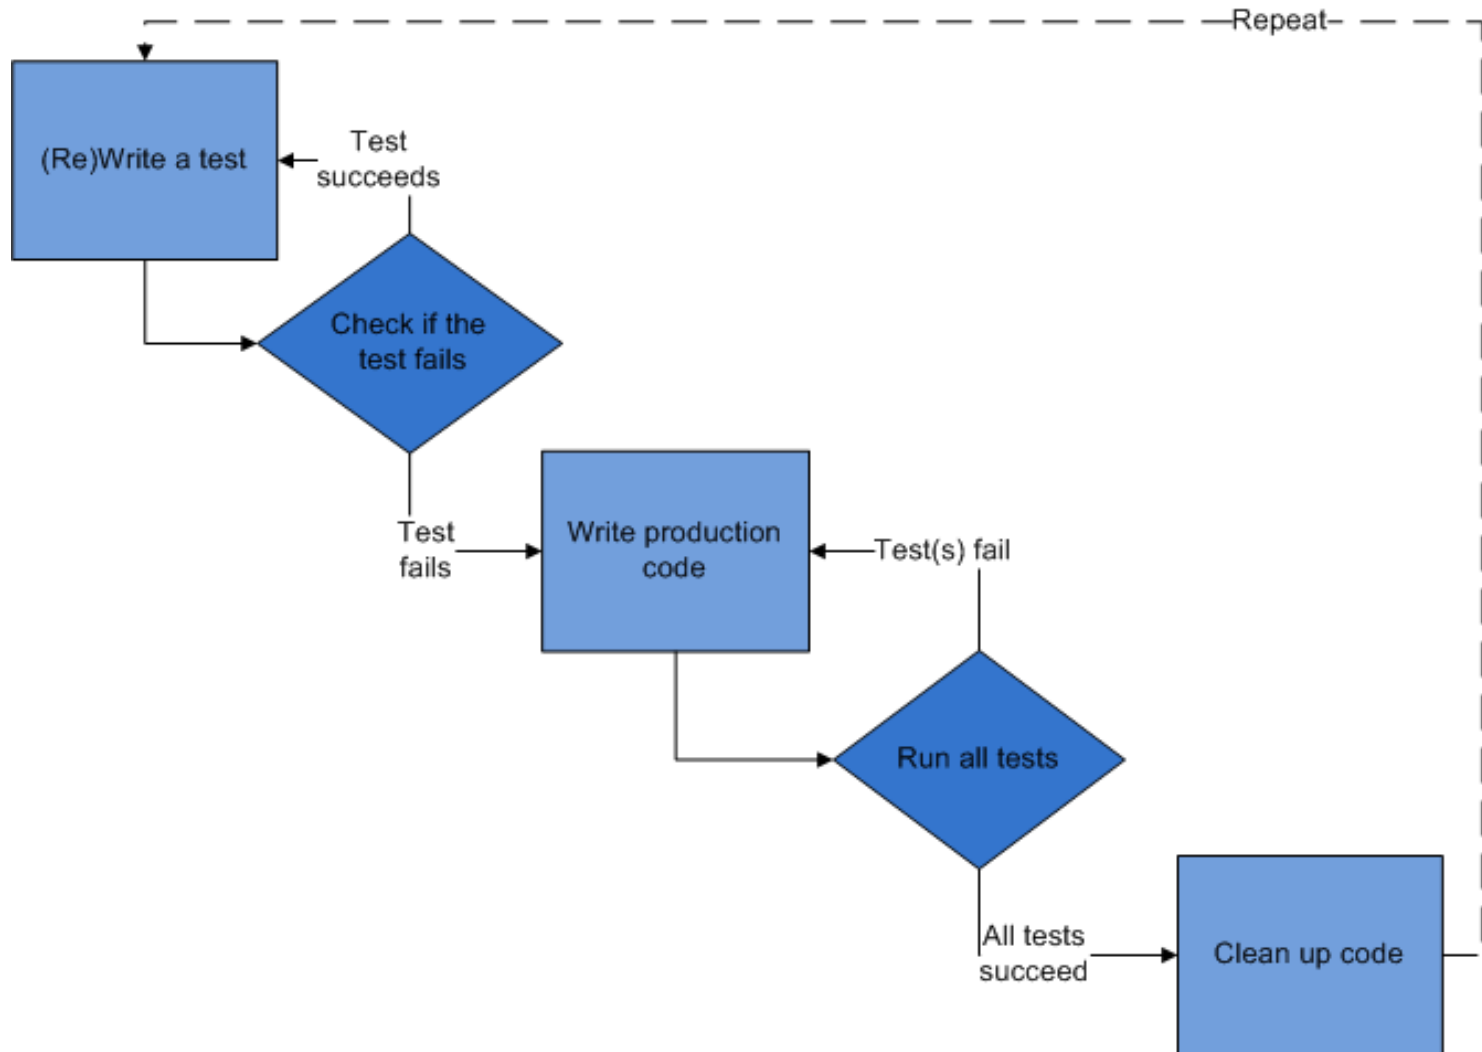 Repeat
(Re)Write a test
Test
succeeds
Check if the
test fails
Test
fails
Write production
code
Test(s) fail
Run all tests
All tests
succeed
Clean up code